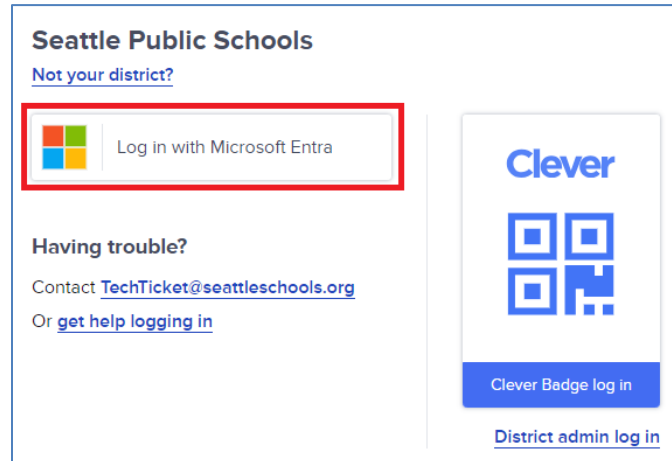 Seattle Public Schools
Not your district?
Log in with Microsoft Entra
Having trouble?
Contact TechTicket@seattleschools.org
Or get help logging in
Clever
Clever Badge log in
District admin log in